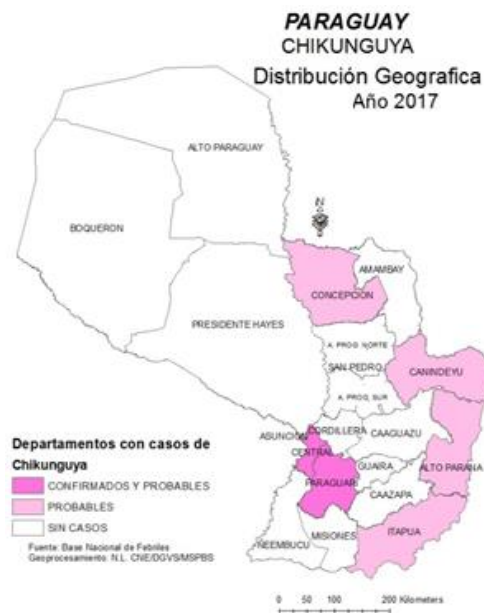 PARAGUAY
CHIKUNGUYA
Distribución Geografica
Año 2017
ALTO PARAGUAY
BOQUERON
N
AMAMBAY
CONCEPCION
PRESIDENTE HAYES
A. PROG. NORTE
SAN PEDRO
CANINDEYU
A. PROG. SUR
CORDILLERA
ASUNCION
CAAGUAZU
CENTRAL
GUAIRA
ALTO PARANA
PARAGUARI
CAAZAPA
MISIONES
ITAPUA
ÑEEMBUCU
Departamentos con casos de
Chikunguya
CONFIRMADOS Y PROBABLES
PROBABLES
SIN CASOS
Fuente: Base Nacional de Febriles
Geoprocesamiento: N.L. CNE/DGVS/MSPBS
0 50 100 200 Kilometers